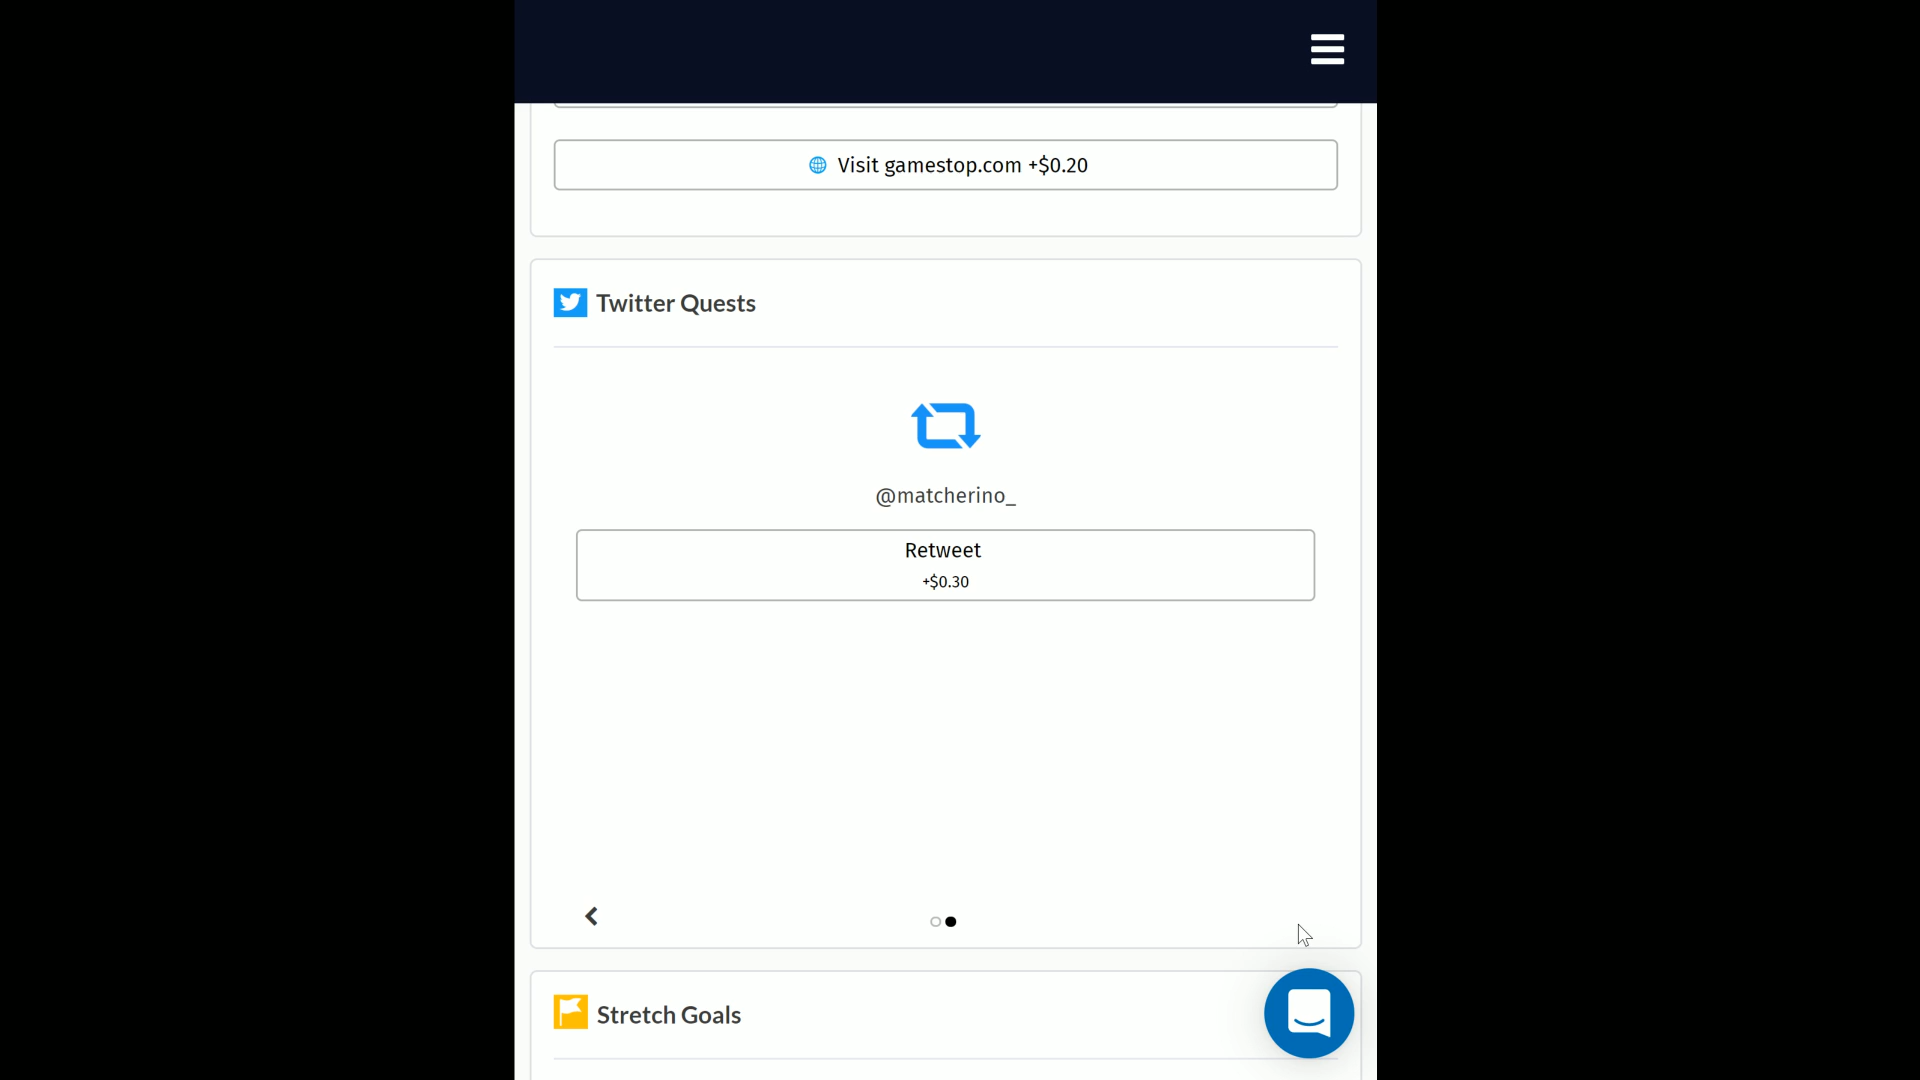 Visit gamestop.com +$0.20
Twitter Quests
@matcherino_
Retweet
+$0.30
Stretch Goals